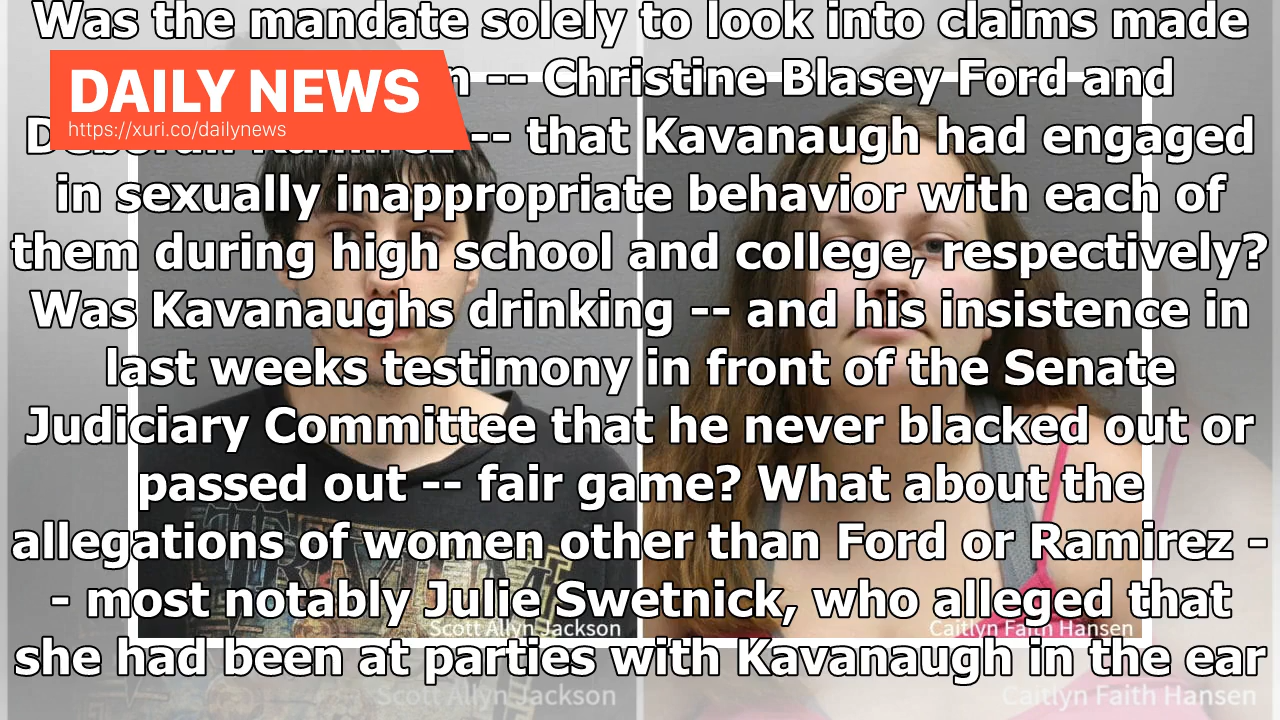 Was the mandate solely to look into claims made
DAILY NEWS
https://xuri.co/dailynews
-- Christine Blasey Ford and
-- that Kavanaugh had engaged
in sexually inappropriate behavior with each of
them during high school and college, respectively?
Was Kavanaughs drinking -- and his insistence in
last weeks testimony in front of the Senate
Judiciary Committee that he never blacked out or
passed out -- fair game? What about the
allegations of women other than Ford or Ramirez -
- most notably Julie Swetnick, who alleged that
Scott Allyn Jackson
Caitlyn Faith Hansen
she had been at parties with Kavanaugh in the ear
Scott Allyn Jackson
Caitlyn Faith Hansen